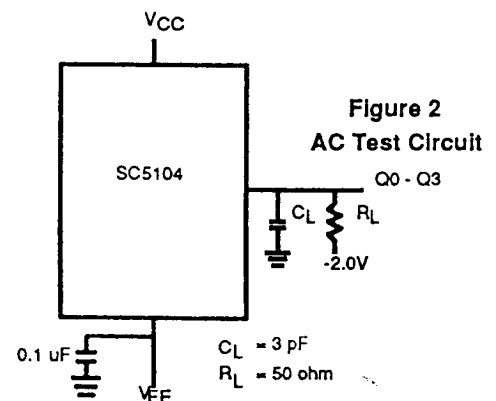 VCC
Figure 2
AC Test Circuit
SC5104
Q0 - Q3
CL
RL
-2.0V
0.1 uF
CL = 3 pF
RL = 50 ohm
VEE